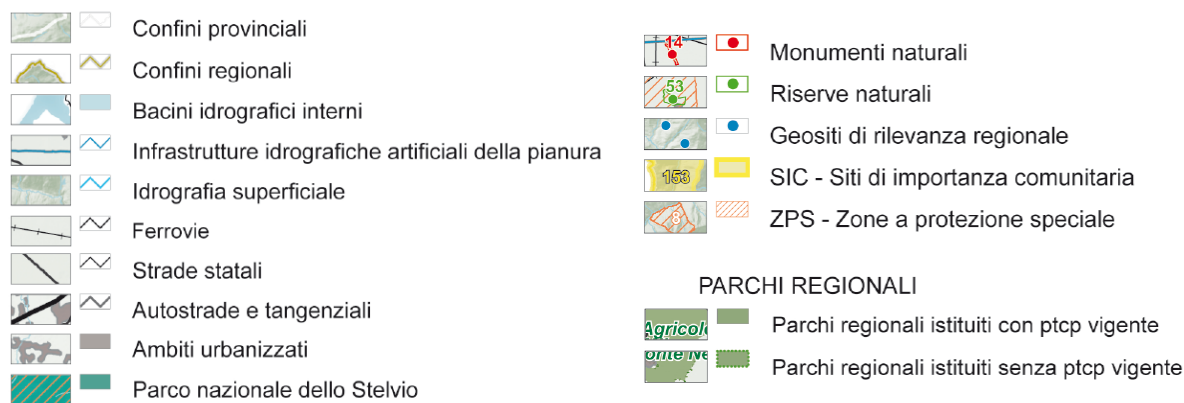 Confini provinciali
Confini regionali
Bacini idrografici interni
Infrastrutture idrografiche artificiali della pianura
Idrografia superficiale
Ferrovie
Strade statali
Autostrade e tangenziali
Ambiti urbanizzati
Parco nazionale dello Stelvio
14
Monumenti naturali
53
Riserve naturali
Geositi di rilevanza regionale
153
SIC - Siti di importanza comunitaria
8
ZPS - Zone a protezione speciale
PARCHI REGIONALI
Agricol
Parchi regionali istituiti con ptcp vigente
onte Ne
Parchi regionali istituiti senza ptcp vigente